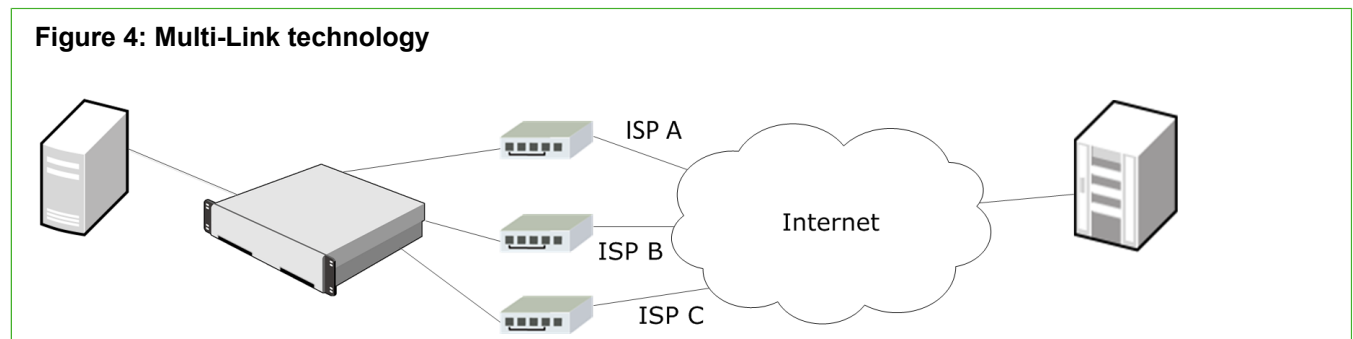 Figure 4: Multi-Link technology
ISP A
Internet
ISP B
ISP C